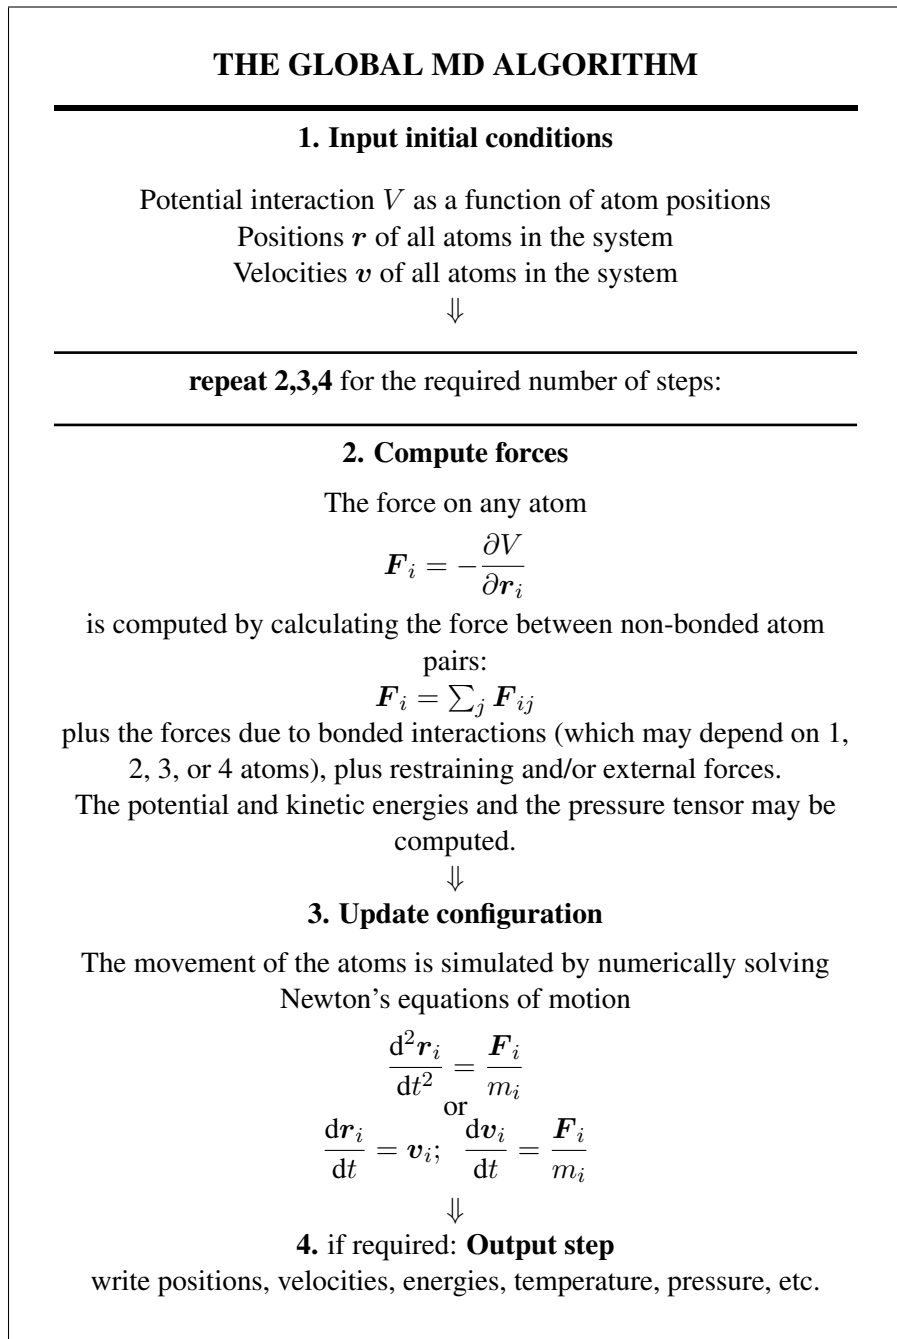 THE GLOBAL MD ALGORITHM
1. Input initial conditions
Potential interaction V as a function of atom positions
Positions r of all atoms in the system
Velocities v of all atoms in the system
⇓
repeat 2,3,4 for the required number of steps:
2. Compute forces
The force on any atom
F_i = −∂V/∂r_i
is computed by calculating the force between non-bonded atom
pairs:
F_i = ∑_j F_ij
plus the forces due to bonded interactions (which may depend on 1,
2, 3, or 4 atoms), plus restraining and/or external forces.
The potential and kinetic energies and the pressure tensor may be
computed.
⇓
3. Update configuration
The movement of the atoms is simulated by numerically solving
Newton's equations of motion
d²r_i/dt² = F_i/m_i
or
dr_i/dt = v_i; dv_i/dt = F_i/m_i
⇓
4. if required: Output step
write positions, velocities, energies, temperature, pressure, etc.